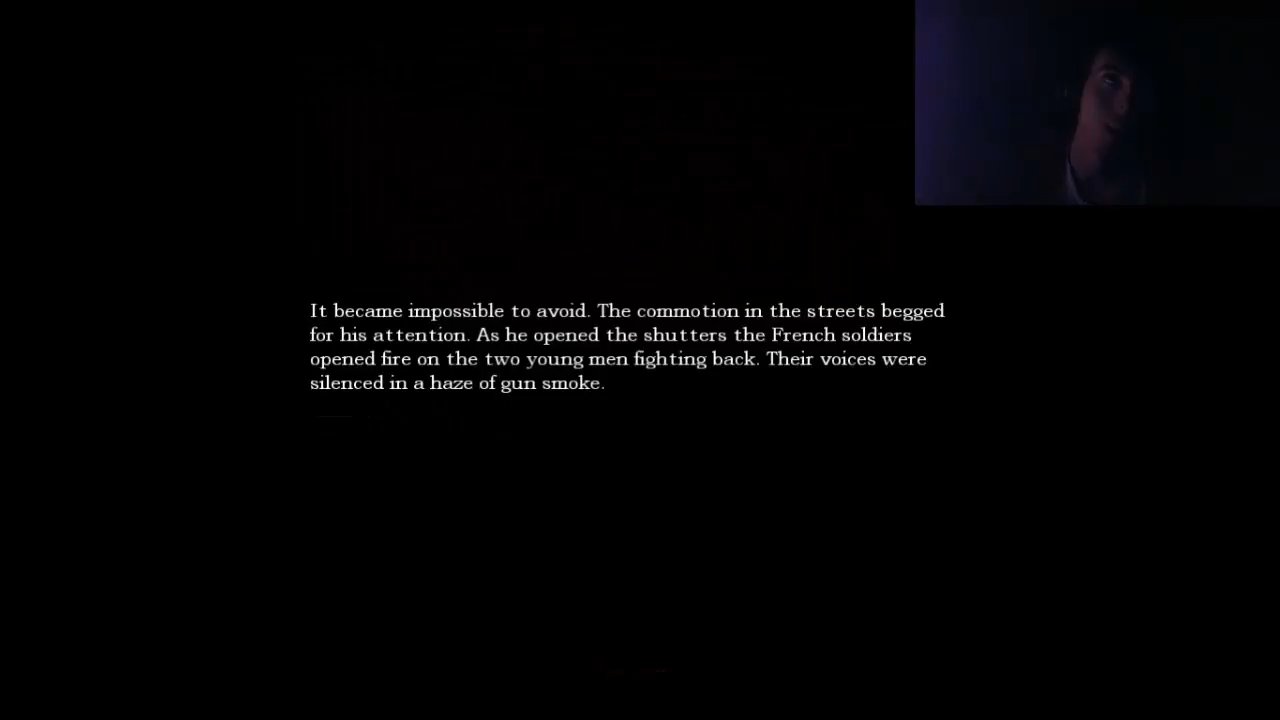 It became impossible to avoid. The commotion in the streets begged
for his attention. As he opened the shutters the French soldiers
opened fire on the two young men fighting back. Their voices were
silenced in a haze of gun smoke.